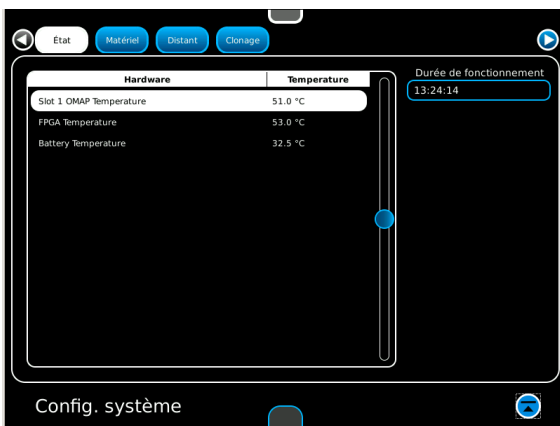 État Matériel Distant Clonage
Durée de fonctionnement
13:24:14
Hardware Temperature
Slot 1 OMAP Temperature 51.0 °C
FPGA Temperature 53.0 °C
Battery Temperature 32.5 °C
Config. système